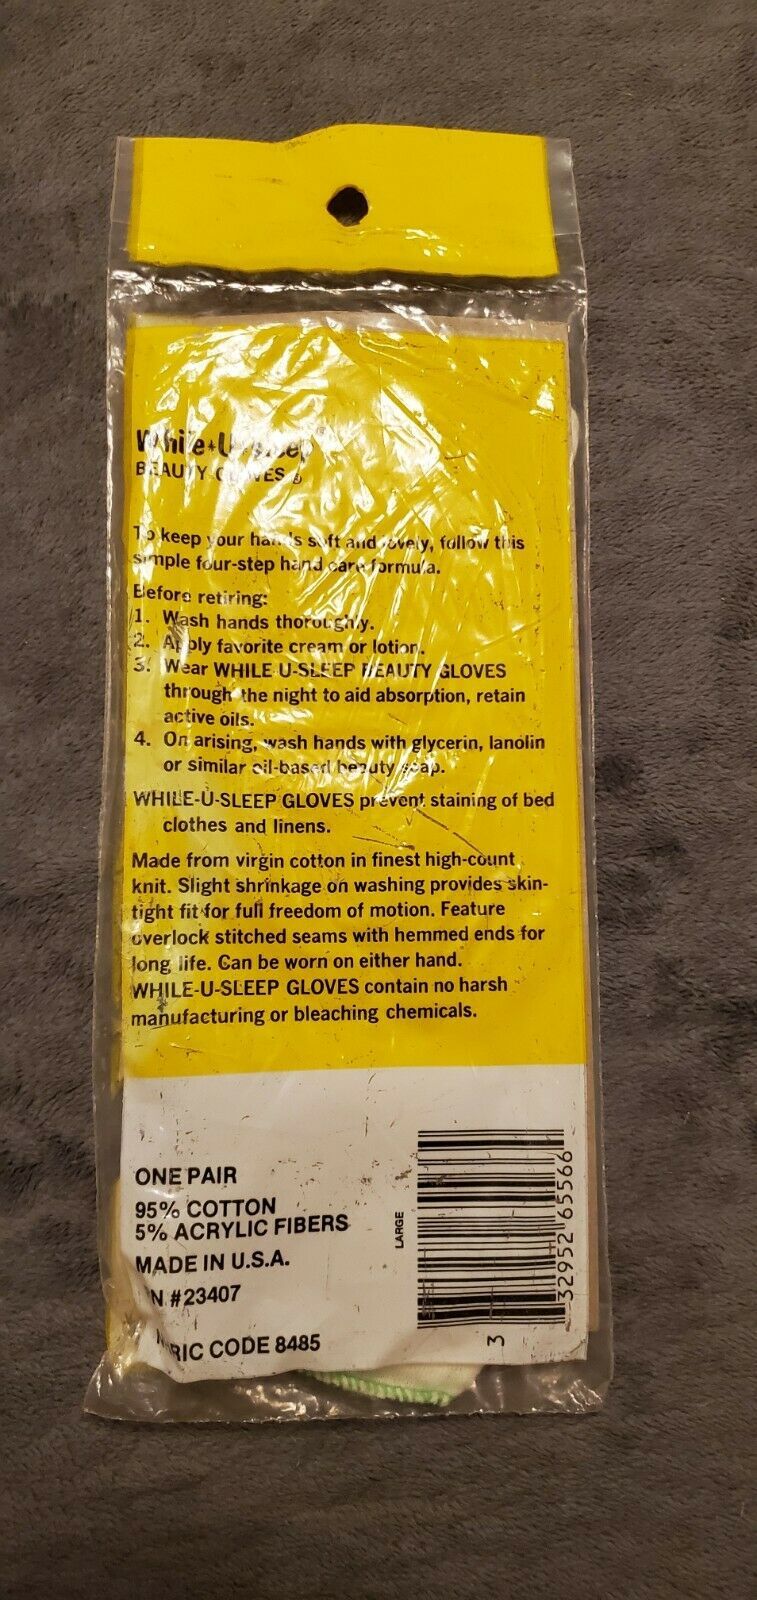 While-U-Sleep®
BEAUTY GLOVES ®
To keep your hands soft and lovely, follow this
simple four-step hand care formula.
Before retiring:
1. Wash hands thoroughly.
2. Apply favorite cream or lotion.
3. Wear WHILE U-SLEEP BEAUTY GLOVES
through the night to aid absorption, retain
active oils.
4. On arising, wash hands with glycerin, lanolin
or similar oil-based beauty soap.
WHILE-U-SLEEP GLOVES prevent staining of bed
clothes and linens.
Made from virgin cotton in finest high-count
knit. Slight shrinkage on washing provides skin-
tight fit for full freedom of motion. Feature
overlock stitched seams with hemmed ends for
long life. Can be worn on either hand.
WHILE-U-SLEEP GLOVES contain no harsh
manufacturing or bleaching chemicals.
ONE PAIR
95% COTTON
5% ACRYLIC FIBERS
MADE IN U.S.A.
N #23407
CODE 8485
LARGE
3 32952 65566